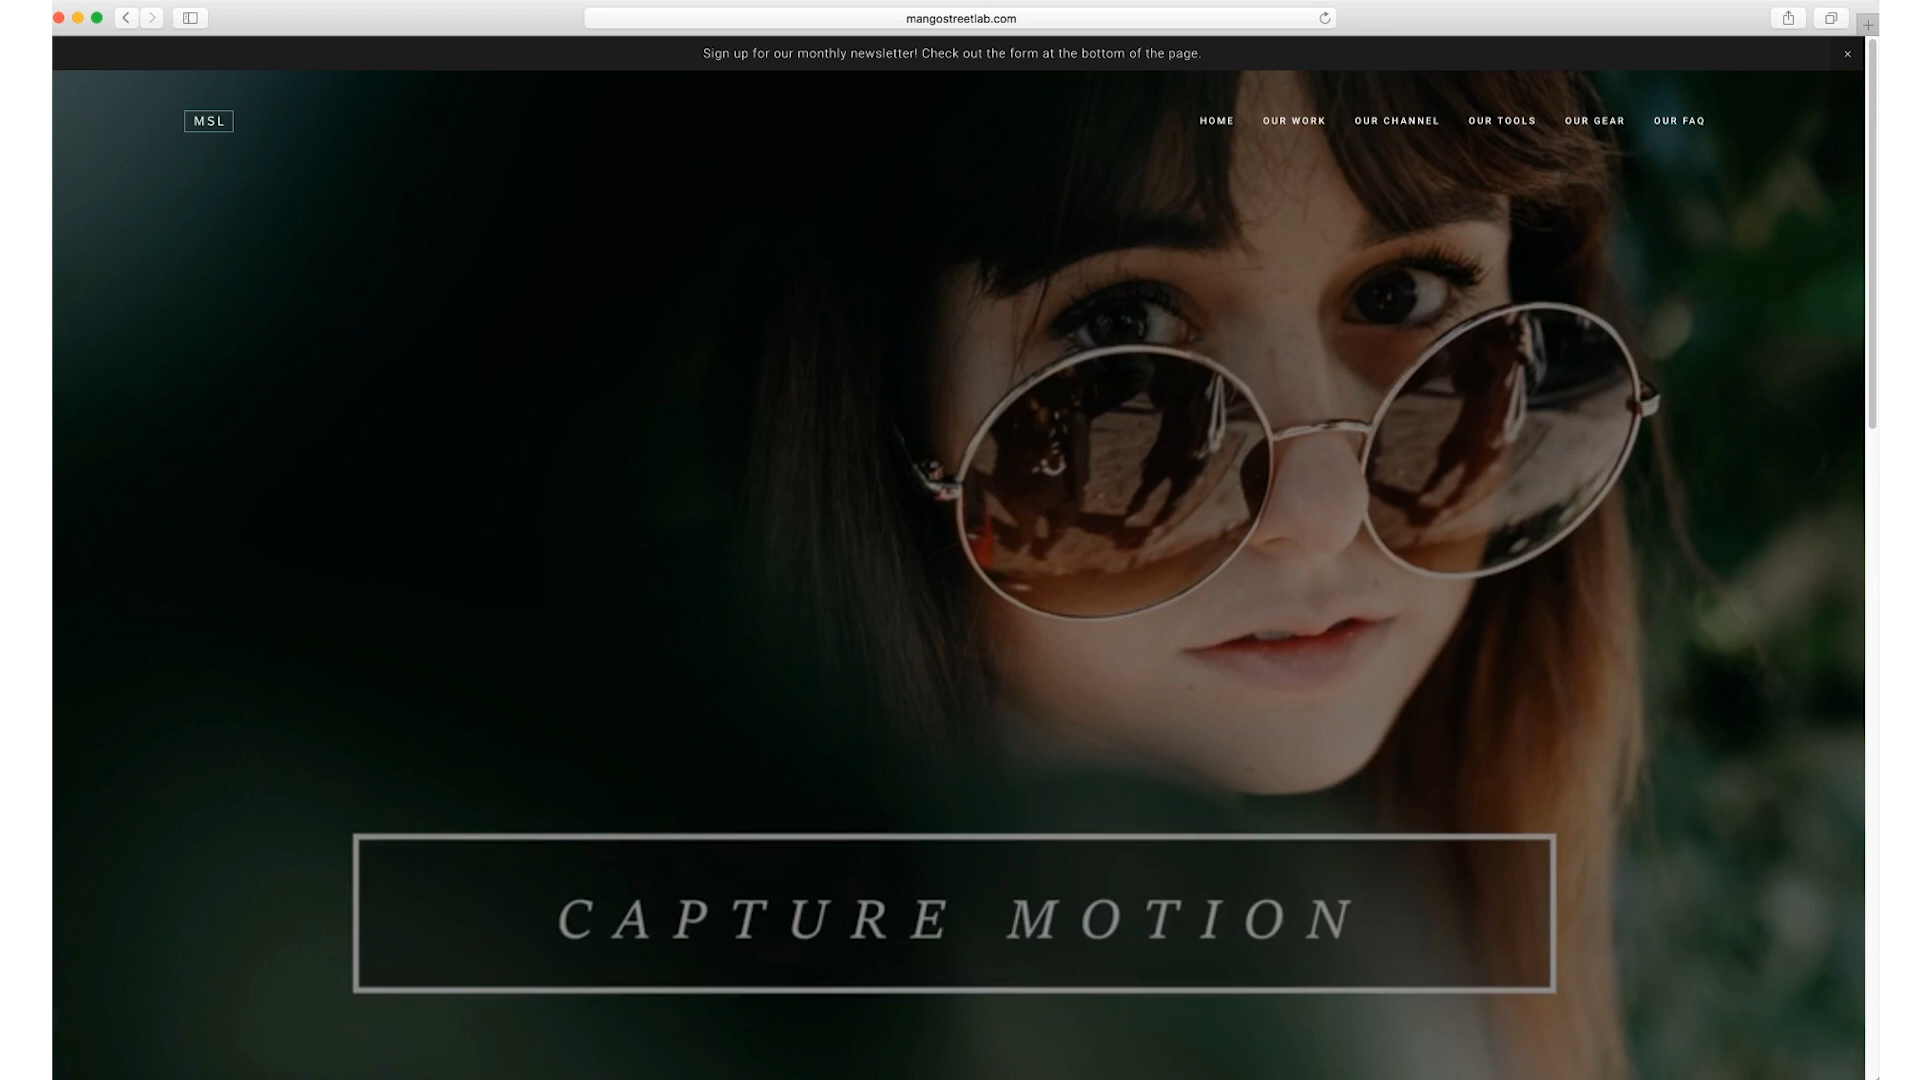 mangostreetlab.com
Sign up for our monthly newsletter! Check out the form at the bottom of the page.
MSL
HOME OUR WORK OUR CHANNEL OUR TOOLS OUR GEAR OUR FAQ
CAPTURE MOTION